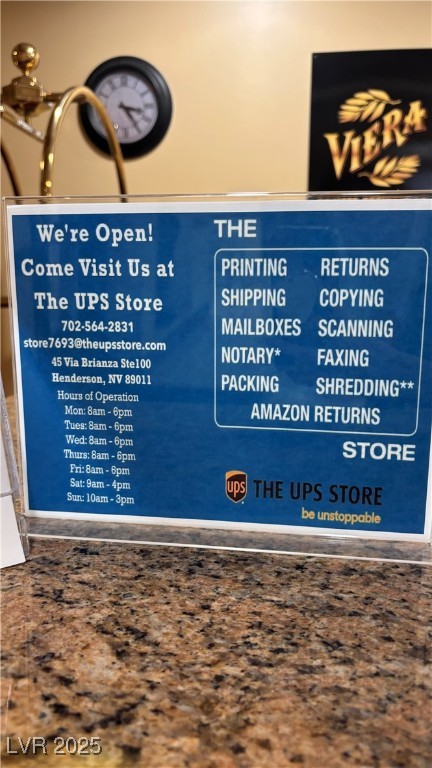 VIERA
We're Open!
Come Visit Us at
The UPS Store
702-564-2831
store7693@theupsstore.com
45 Via Brianza Ste100
Henderson, NV 89011
Hours of Operation
Mon: 8am - 6pm
Tues: 8am - 6pm
Wed: 8am - 6pm
Thurs: 8am - 6pm
Fri: 8am - 6pm
Sat: 9am - 4pm
Sun: 10am - 3pm
THE
PRINTING RETURNS
SHIPPING COPYING
MAILBOXES SCANNING
NOTARY* FAXING
PACKING SHREDDING**
AMAZON RETURNS
STORE
ups THE UPS STORE
be unstoppable
LVR 2025